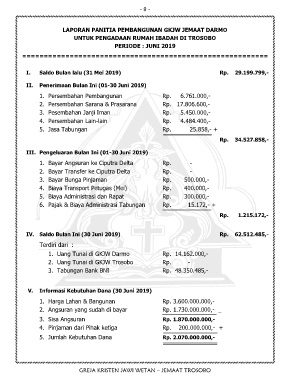 - 8 -
LAPORAN PANITIA PEMBANGUNAN GKJW JEMAAT DARMO
UNTUK PENGADAAN RUMAH IBADAH DI TROSOBO
PERIODE : JUNI 2019
I. Saldo Bulan lalu (31 Mei 2019) Rp. 29.199.799,-
II. Penerimaan Bulan Ini (01-30 Juni 2019)
1. Persembahan Pembangunan Rp. 6.761.000,-
2. Persembahan Sarana & Prasarana Rp. 17.806.600,-
3. Pesembahan Janji Iman Rp. 5.450.000,-
4. Persembahan Lain-lain Rp. 4.484.400,-
5. Jasa Tabungan Rp. 25.858,- +
Rp. 34.527.858,-
III. Pengeluaran Bulan Ini (01-30 Juni 2019)
1. Bayar Angsuran ke Ciputra Delta Rp. -
2. Bayar Transfer ke Ciputra Delta Rp. -
3. Bayar Bunga Pinjaman Rp. 500.000,-
4. Biaya Transport Petugas (Mei) Rp. 400.000,-
5. Biaya Administrasi dan Rapat Rp. 300.000,-
6. Pajak & Biaya Administrasi Tabungan Rp. 15.172,- +
Rp. 1.215.172,-
IV. Saldo Bulan Ini (30 Juni 2019) Rp. 62.512.485,-
Terdiri dari :
1. Uang Tunai di GKJW Darmo Rp. 14.162.000,-
2. Uang Tunai di GKJW Trosobo Rp. -
3. Tabungan Bank BNI Rp. 48.350.485,-
V. Informasi Kebutuhan Dana (30 Juni 2019)
1. Harga Lahan & Bangunan Rp. 3.600.000.000,-
2. Angsuran yang sudah di bayar Rp. 1.730.000.000,- _
3. Sisa Angsuran Rp. 1.870.000.000,-
4. Pinjaman dari Pihak ketiga Rp. 200.000.000,- +
5. Jumlah Kebutuhan Dana Rp. 2.070.000.000,-
GREJA KRISTEN JAWI WETAN – JEMAAT TROSOBO